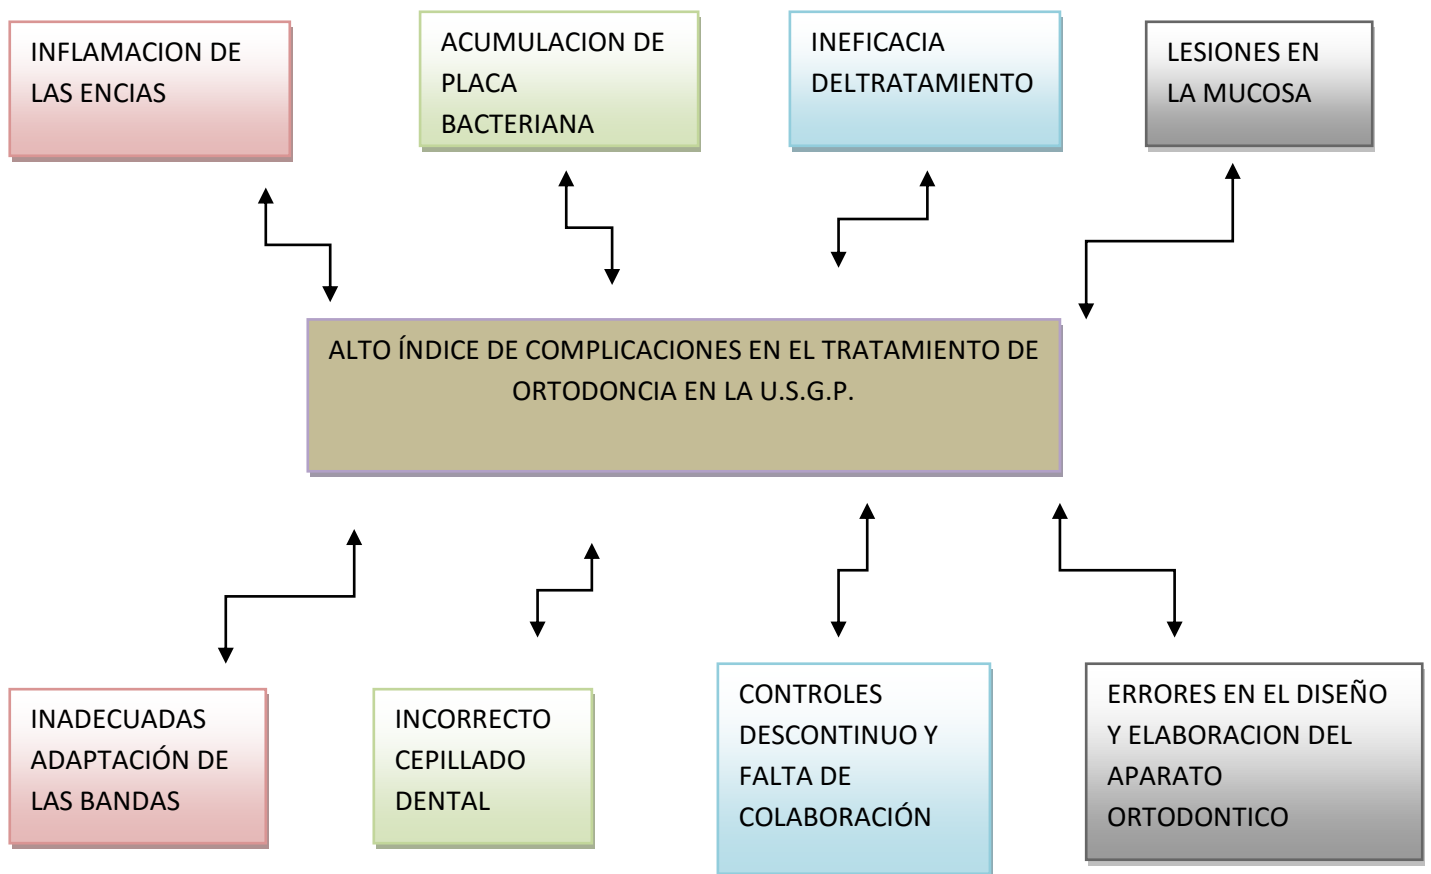 INFLAMACION DE
LAS ENCIAS
ACUMULACION DE
PLACA
BACTERIANA
INEFICACIA
DELTRATAMIENTO
LESIONES EN
LA MUCOSA
ALTO ÍNDICE DE COMPLICACIONES EN EL TRATAMIENTO DE
ORTODONCIA EN LA U.S.G.P.
INADECUADAS
ADAPTACIÓN DE
LAS BANDAS
INCORRECTO
CEPILLADO
DENTAL
CONTROLES
DESCONTINUO Y
FALTA DE
COLABORACIÓN
ERRORES EN EL DISEÑO
Y ELABORACION DEL
APARATO
ORTODONTICO